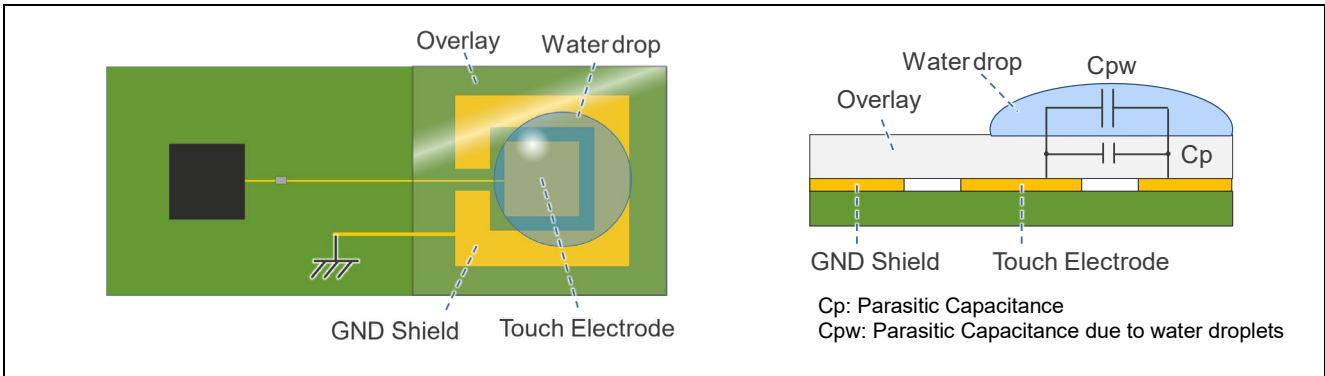 Overlay
Water drop
GND Shield
Touch Electrode
Water drop
Cpw
Overlay
Cp
GND Shield
Touch Electrode
Cp: Parasitic Capacitance
Cpw: Parasitic Capacitance due to water droplets